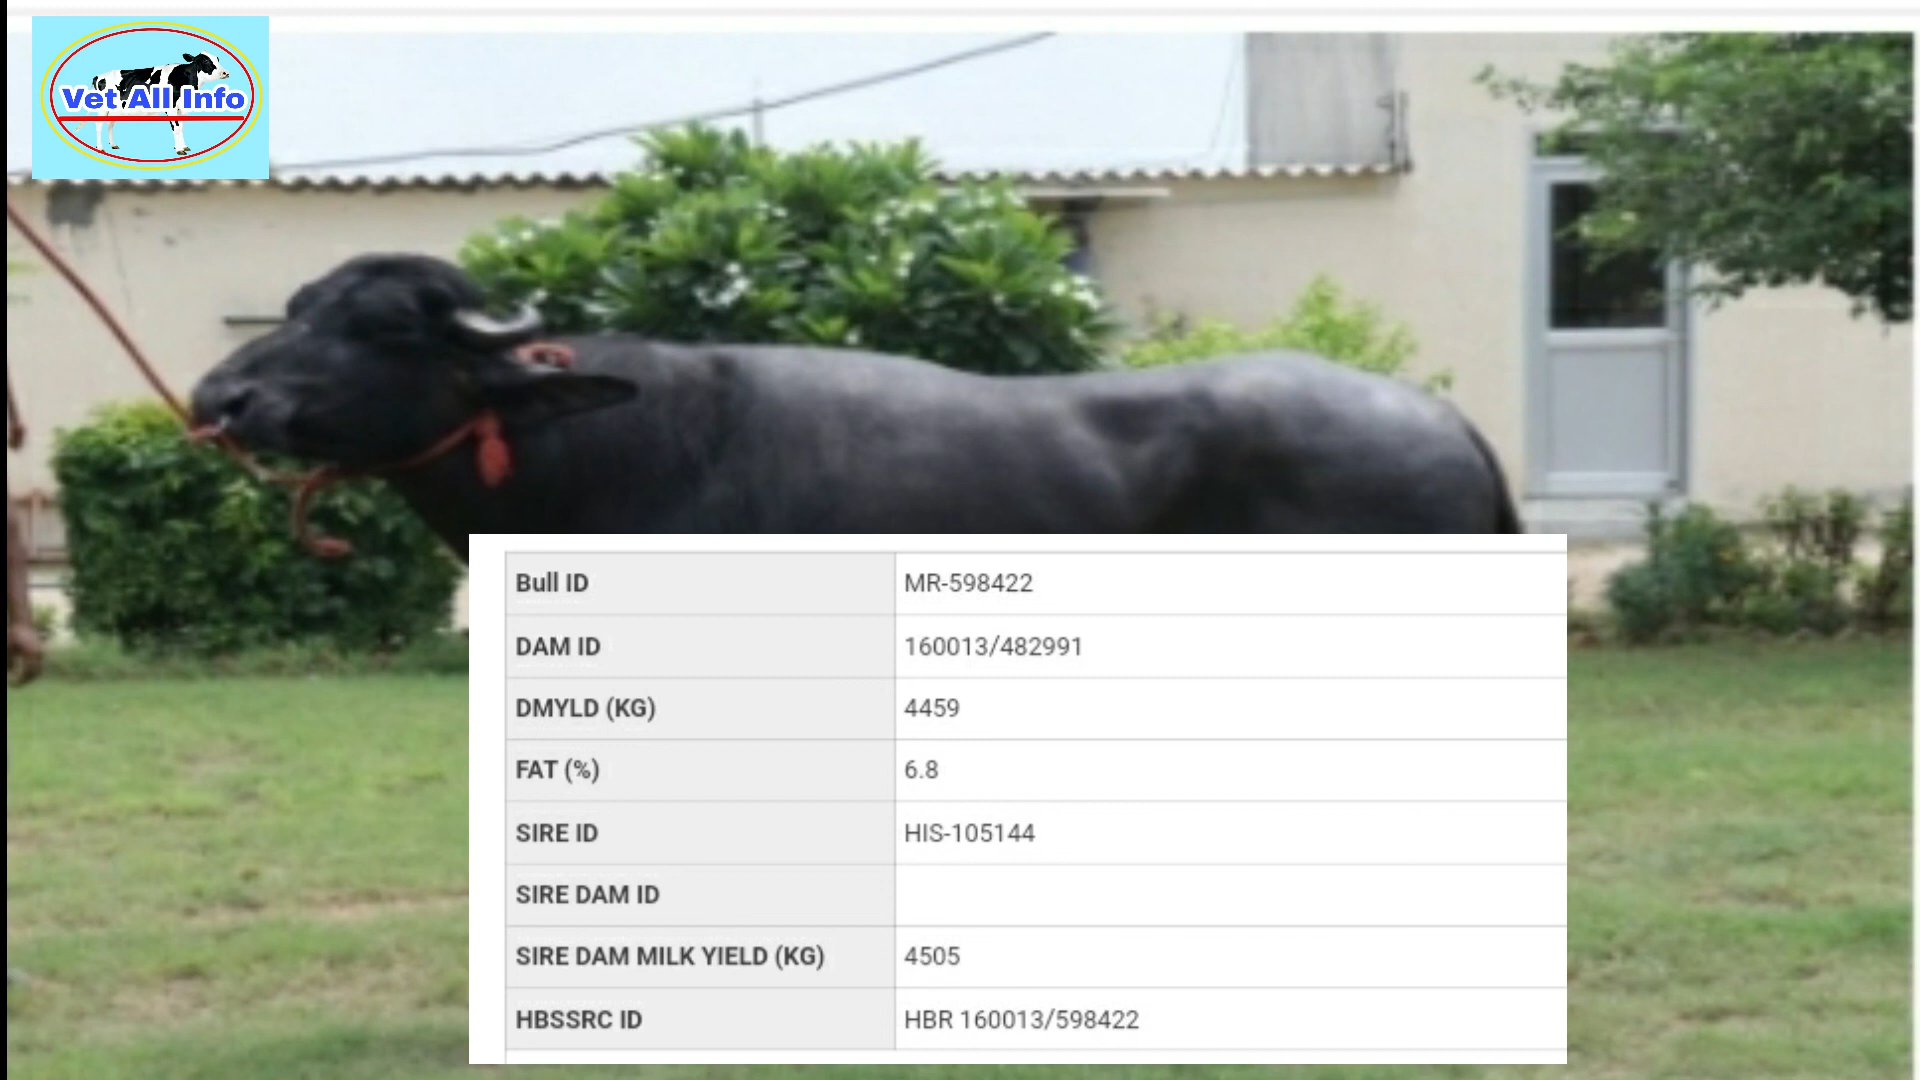 Vet All Info
Bull ID MR-598422
DAM ID 160013/482991
DMYLD (KG) 4459
FAT (%) 6.8
SIRE ID HIS-105144
SIRE DAM ID
SIRE DAM MILK YIELD (KG) 4505
HBSSRC ID HBR 160013/598422